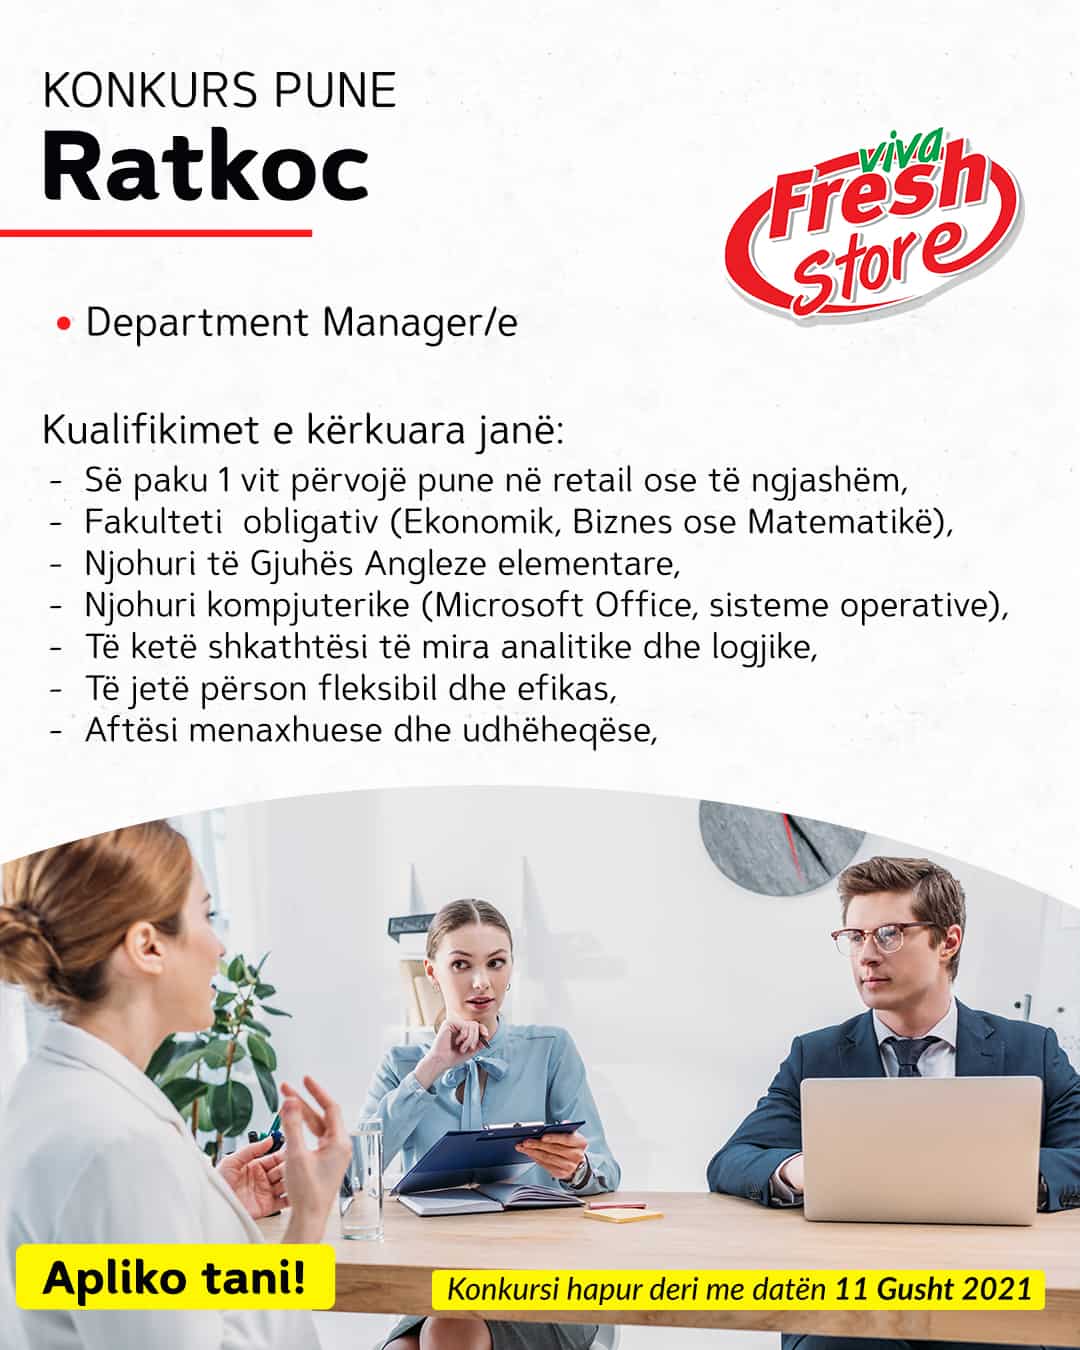 KONKURS PUNE
Ratkoc
viva
Fresh
Store
• Department Manager/e
Kualifikimet e kërkuara janë:
- Së paku 1 vit përvojë pune në retail ose të ngjashëm,
- Fakulteti obligativ (Ekonomik, Biznes ose Matematikë),
- Njohuri të Gjuhës Angleze elementare,
- Njohuri kompjuterike (Microsoft Office, sisteme operative),
- Të ketë shkathtësi të mira analitike dhe logjike,
- Të jetë përson fleksibil dhe efikas,
- Aftësi menaxhuese dhe udhëheqëse,
Apliko tani!
Konkursi hapur deri me datën 11 Gusht 2021